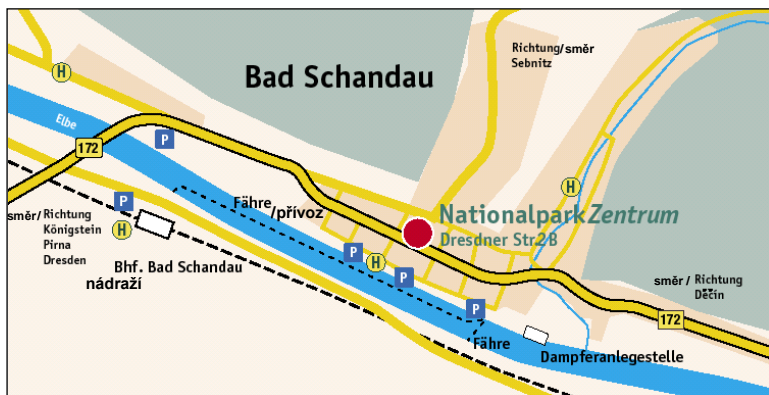 Bad Schandau
Richtung/směr
Sebnitz
H
H
P
Elbe
172
H
P
směr/ Richtung
Königstein
Pirna
Dresden
H
Fähre/přívoz
NationalparkZentrum
Dresdner Str.2B
Bhf. Bad Schandau
nádraží
P
H
P
P
směr/ Richtung
Děčín
172
Fähre
Dampferanlegestelle